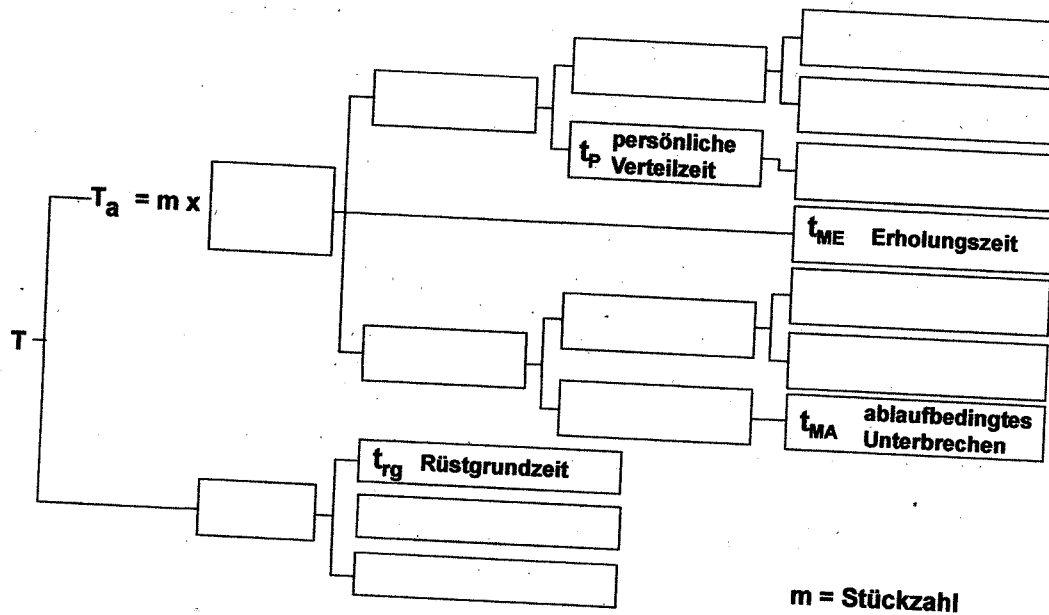 t_P persönliche
Verteilzeit
T_a = m x
t_ME Erholungszeit
T
t_MA ablaufbedingtes
Unterbrechen
t_rg Rüstgrundzeit
m = Stückzahl